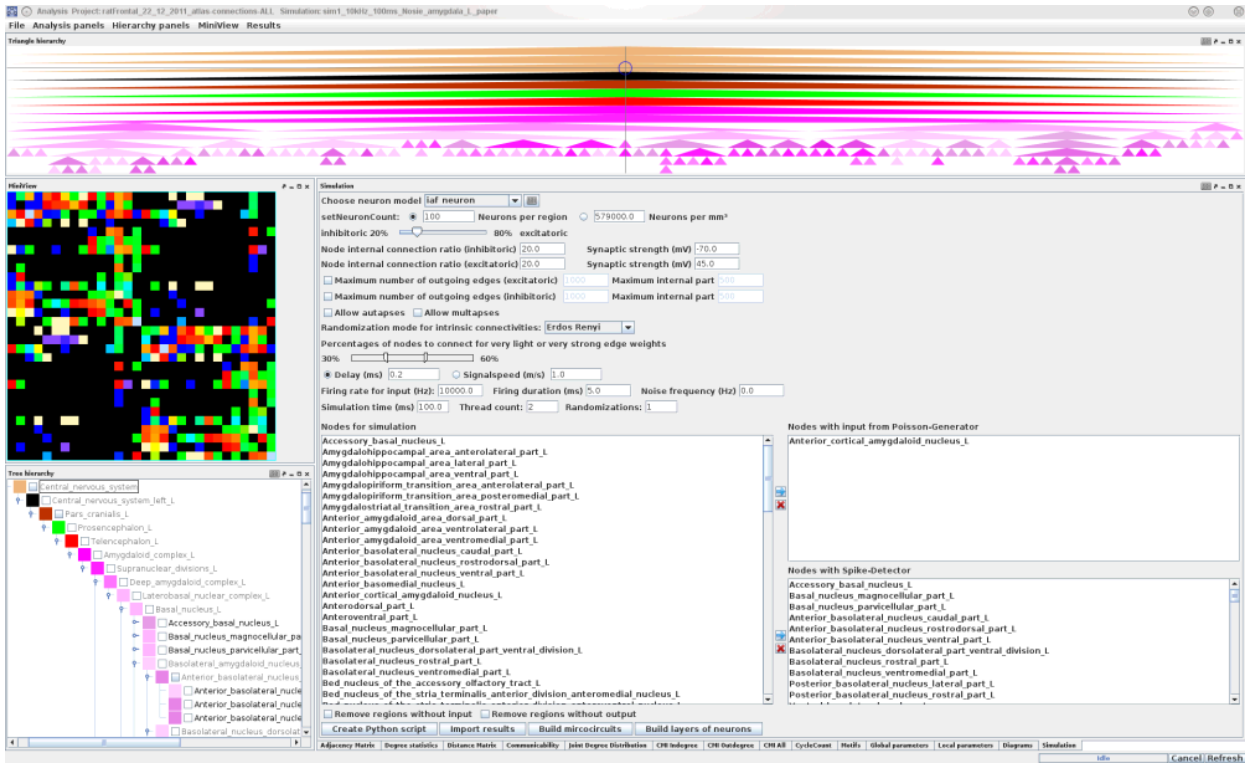 Analysis Project: ratFrontal_22_12_2011_atlas-connections-ALL Simulation: sim1_10kHz_100ms_Nosie_amygdala_L_paper
File Analysis panels Hierarchy panels MiniView Results
Triangle hierarchy
MiniView
Simulation
Choose neuron model iaf neuron
setNeuronCount: 100 Neurons per region 579000.0 Neurons per mm³
inhibitoric 20% 80% excitatoric
Node internal connection ratio (inhibitoric) 20.0 Synaptic strength (mV) -70.0
Node internal connection ratio (excitatoric) 20.0 Synaptic strength (mV) 45.0
Maximum number of outgoing edges (excitatoric) 1000 Maximum internal part 500
Maximum number of outgoing edges (inhibitoric) 1000 Maximum internal part 500
Allow autapses Allow multapses
Randomization mode for intrinsic connectivities: Erdos Renyi
Percentages of nodes to connect for very light or very strong edge weights
30% 60%
Delay (ms) 0.2 Signalspeed (m/s) 1.0
Firing rate for input (Hz): 10000.0 Firing duration (ms) 5.0 Noise frequency (Hz) 0.0
Simulation time (ms) 100.0 Thread count: 2 Randomizations: 1
Nodes for simulation
Accessory_basal_nucleus_L
Amygdalohippocampal_area_anterolateral_part_L
Amygdalohippocampal_area_lateral_part_L
Amygdalohippocampal_area_ventral_part_L
Amygdalopiriform_transition_area_anterolateral_part_L
Amygdalopiriform_transition_area_posteromedial_part_L
Amygdalostriatal_transition_area_rostral_part_L
Anterior_amygdaloid_area_dorsal_part_L
Anterior_amygdaloid_area_ventrolateral_part_L
Anterior_amygdaloid_area_ventromedial_part_L
Anterior_basolateral_nucleus_caudal_part_L
Anterior_basolateral_nucleus_rostrodorsal_part_L
Anterior_basolateral_nucleus_ventral_part_L
Anterior_basomedial_nucleus_L
Anterior_cortical_amygdaloid_nucleus_L
Anterodorsal_part_L
Anteroventral_part_L
Basal_nucleus_magnocellular_part_L
Basal_nucleus_parvicellular_part_L
Basolateral_nucleus_dorsolateral_part_ventral_division_L
Basolateral_nucleus_rostral_part_L
Basolateral_nucleus_ventromedial_part_L
Bed_nucleus_of_the_accessory_olfactory_tract_L
Bed_nucleus_of_the_stria_terminalis_anterior_division_anteromedial_nucleus_L
Nodes with input from Poisson-Generator
Anterior_cortical_amygdaloid_nucleus_L
Nodes with Spike-Detector
Accessory_basal_nucleus_L
Basal_nucleus_magnocellular_part_L
Basal_nucleus_parvicellular_part_L
Anterior_basolateral_nucleus_caudal_part_L
Anterior_basolateral_nucleus_rostrodorsal_part_L
Anterior_basolateral_nucleus_ventral_part_L
Basolateral_nucleus_dorsolateral_part_ventral_division_L
Basolateral_nucleus_rostral_part_L
Basolateral_nucleus_ventromedial_part_L
Posterior_basolateral_nucleus_lateral_part_L
Posterior_basolateral_nucleus_rostral_part_L
Tree hierarchy
Central_nervous_system
Central_nervous_system_left_L
Pars_cranialis_L
Prosencephalon_L
Telencephalon_L
Amygdaloid_complex_L
Supranuclear_divisions_L
Deep_amygdaloid_complex_L
Laterobasal_nuclear_complex_L
Basal_nucleus_L
Accessory_basal_nucleus_L
Basal_nucleus_magnocellular_pa
Basal_nucleus_parvicellular_part_
Basolateral_amygdaloid_nucleus_
Anterior_basolateral_nucleus_
Anterior_basolateral_nucle
Anterior_basolateral_nucle
Anterior_basolateral_nucle
Basolateral_nucleus_dorsolat
Remove regions without input Remove regions without output
Create Python script Import results Build mircocircuits Build layers of neurons
Adjacency Matrix Degree statistics Distance Matrix Communicability Joint Degree Distribution CMI Indegree CMI Outdegree CMI All CycleCount Motifs Global parameters Local parameters Diagrams Simulation
Idle Cancel Refresh